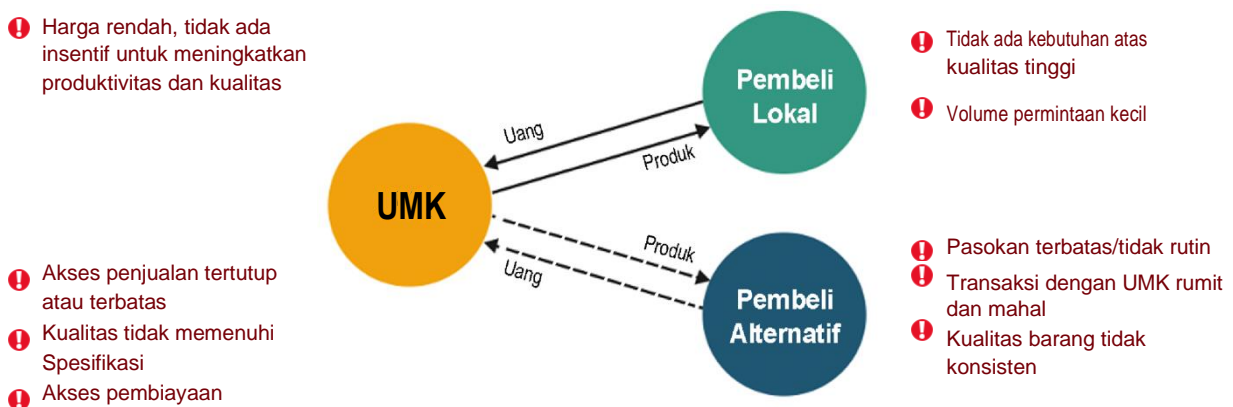 Harga rendah, tidak ada
insentif untuk meningkatkan
produktivitas dan kualitas
Akses penjualan tertutup
atau terbatas
Kualitas tidak memenuhi
Spesifikasi
Akses pembiayaan
UMK
Uang
Produk
Produk
Uang
Pembeli
Lokal
Pembeli
Alternatif
Tidak ada kebutuhan atas
kualitas tinggi
Volume permintaan kecil
Pasokan terbatas/tidak rutin
Transaksi dengan UMK rumit
dan mahal
Kualitas barang tidak
konsisten